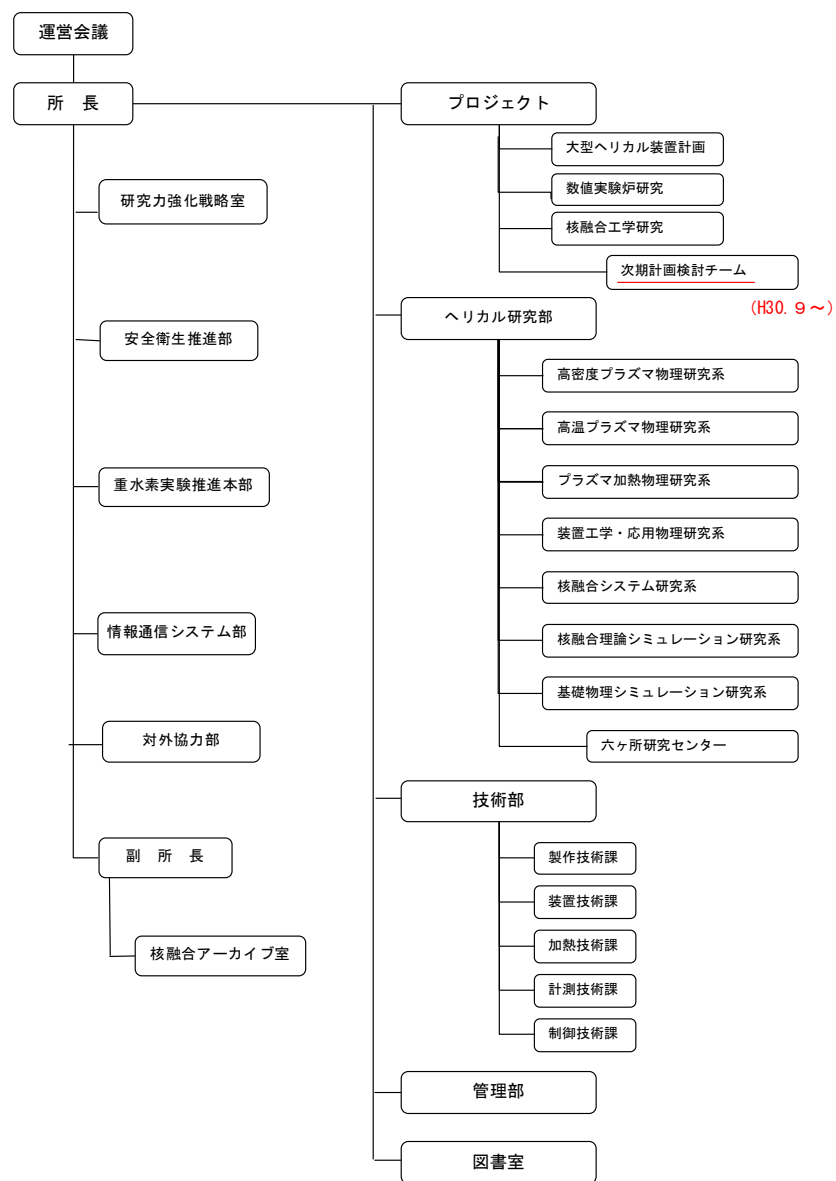 運営会議
所　長
研究力強化戦略室
安全衛生推進部
重水素実験推進本部
情報通信システム部
対外協力部
副　所　長
核融合アーカイブ室
プロジェクト
大型ヘリカル装置計画
数値実験炉研究
核融合工学研究
次期計画検討チーム
(H30.９～)
ヘリカル研究部
高密度プラズマ物理研究系
高温プラズマ物理研究系
プラズマ加熱物理研究系
装置工学・応用物理研究系
核融合システム研究系
核融合理論シミュレーション研究系
基礎物理シミュレーション研究系
六ヶ所研究センター
技術部
製作技術課
装置技術課
加熱技術課
計測技術課
制御技術課
管理部
図書室